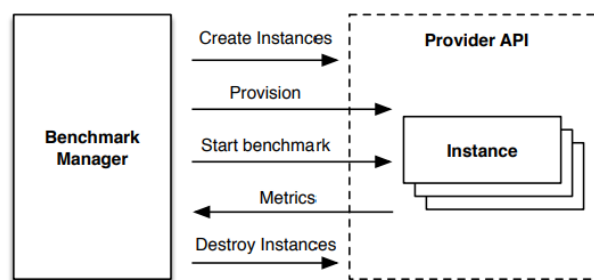 Create Instances
Provider API
Provision
Benchmark
Manager
Start benchmark
Instance
Metrics
Destroy Instances